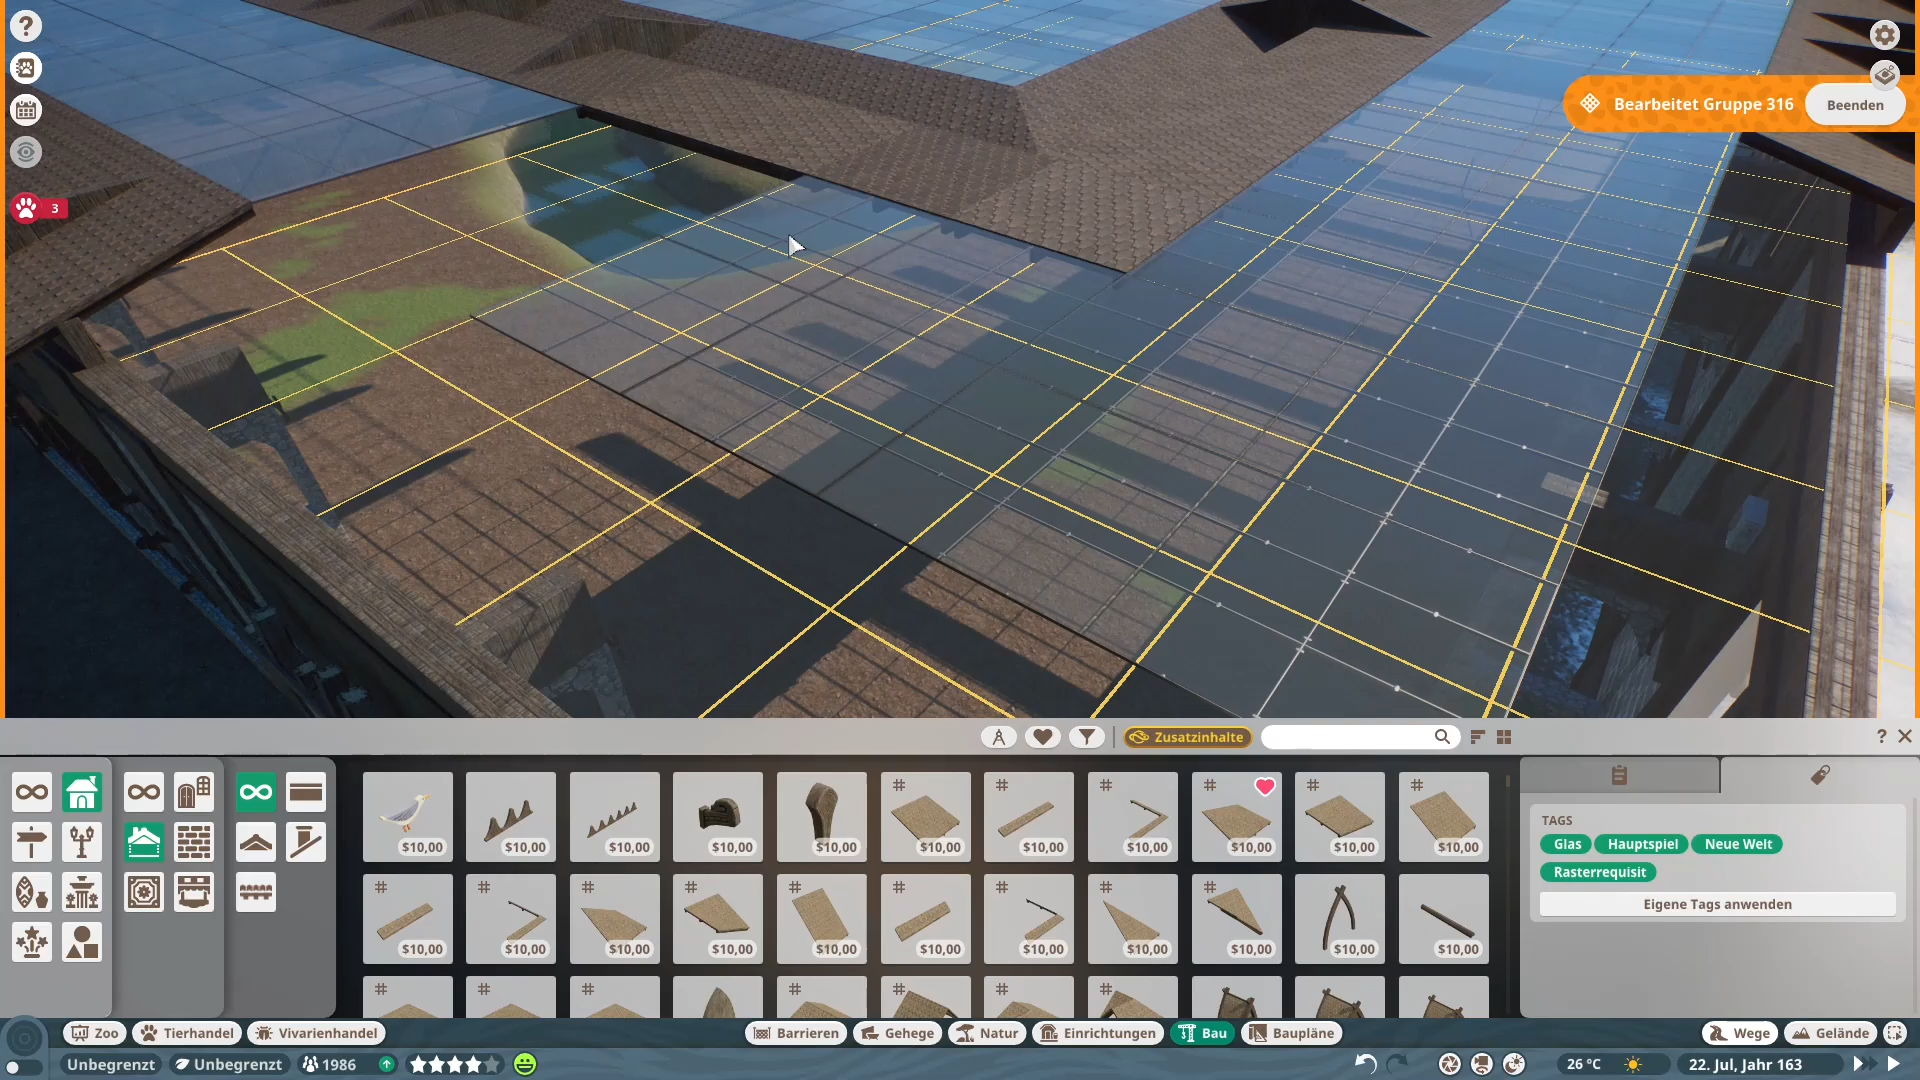 ?
Bearbeitet Gruppe 316
Beenden
3
Zusatzinhalte
?
$10,00 $10,00 $10,00 $10,00 $10,00 $10,00 $10,00 $10,00 $10,00 $10,00 $10,00
$10,00 $10,00 $10,00 $10,00 $10,00 $10,00 $10,00 $10,00 $10,00 $10,00 $10,00
TAGS
Glas Hauptspiel Neue Welt
Rasterrequisit
Eigene Tags anwenden
Zoo Tierhandel Vivarienhandel Barrieren Gehege Natur Einrichtungen Bau Baupläne Wege Gelände
Unbegrenzt Unbegrenzt 1986 26 °C 22. Jul, Jahr 163